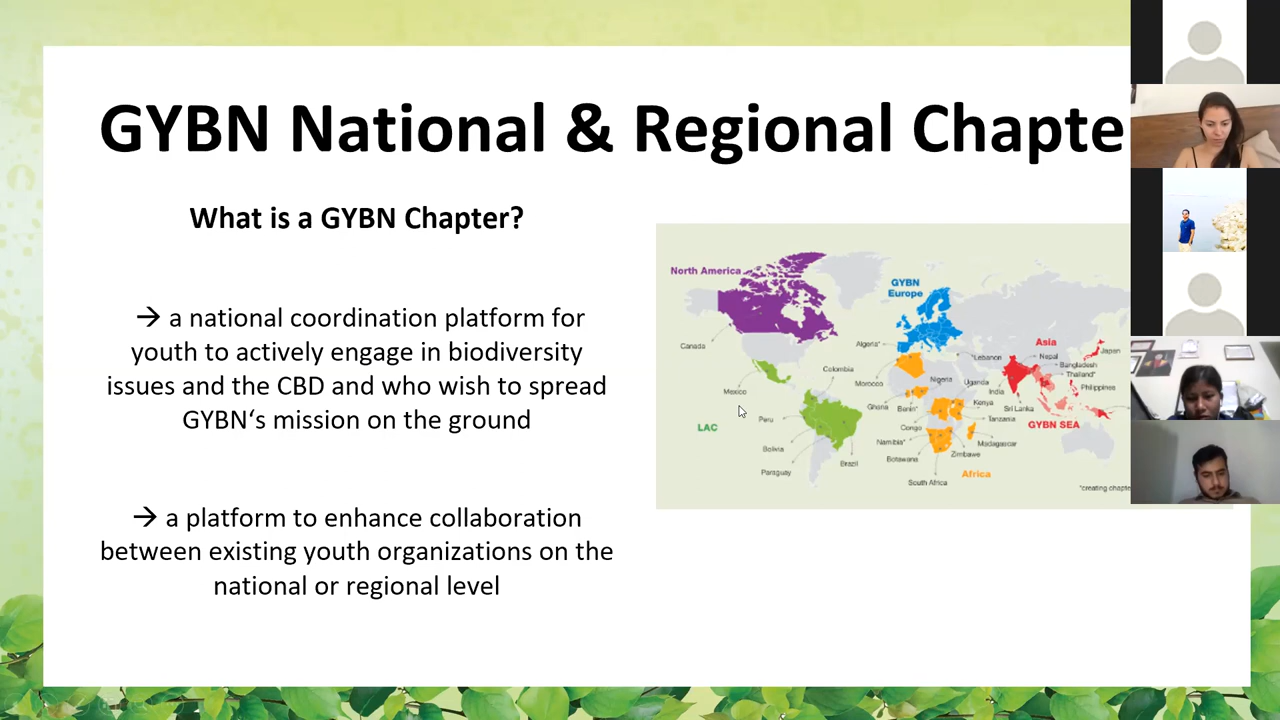 GYBN National & Regional Chapte
What is a GYBN Chapter?
→ a national coordination platform for
youth to actively engage in biodiversity
issues and the CBD and who wish to spread
GYBN‘s mission on the ground
→ a platform to enhance collaboration
between existing youth organizations on the
national or regional level
North America
Canada
Mexico
LAC
Colombia
Peru
Bolivia
Paraguay
Brazil
GYBN
Europe
Algeria*
Morocco
Ghana
Benin*
Nigeria
Congo
Namibia*
Botswana
South Africa
Zimbabwe
Madagascar
Tanzania
Kenya
Uganda
Africa
*Lebanon
Asia
India
Nepal
Bangladesh
Thailand*
Japan
Philippines
Sri Lanka
GYBN SEA
*creating chapte